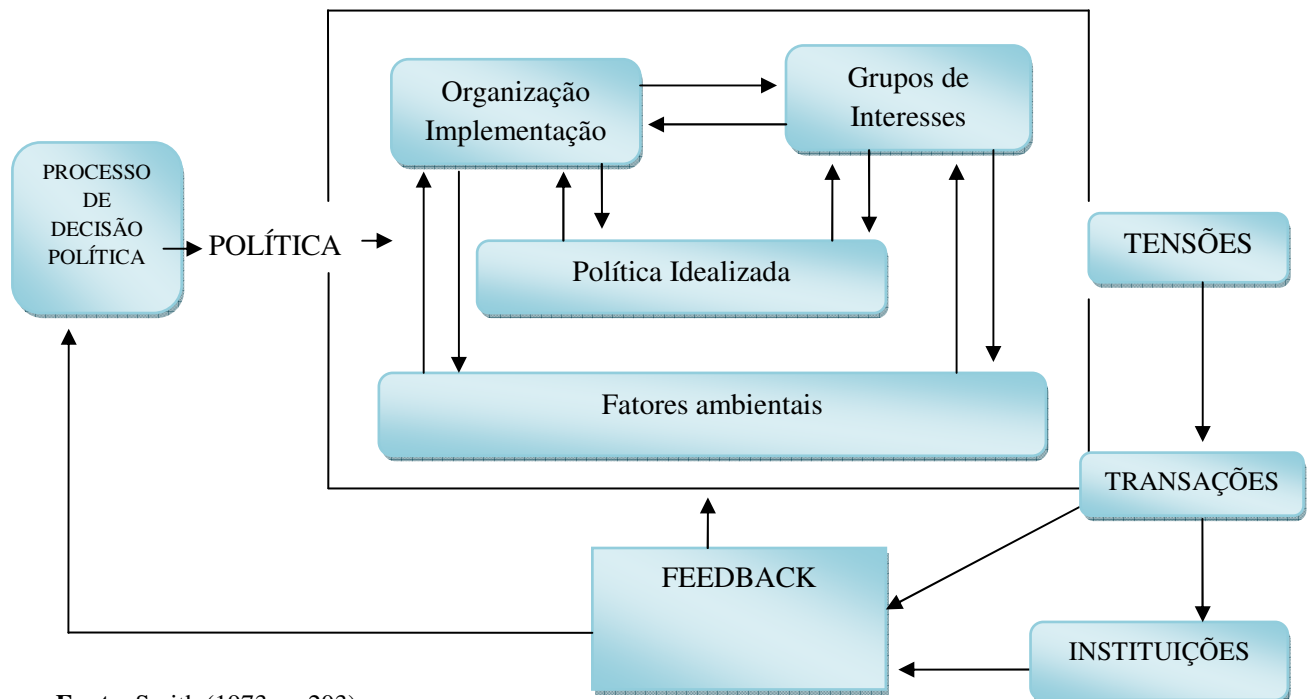 Organização
Implementação
Grupos de
Interesses
PROCESSO
DE
DECISÃO
POLÍTICA
POLÍTICA
Política Idealizada
TENSÕES
Fatores ambientais
TRANSAÇÕES
FEEDBACK
INSTITUIÇÕES